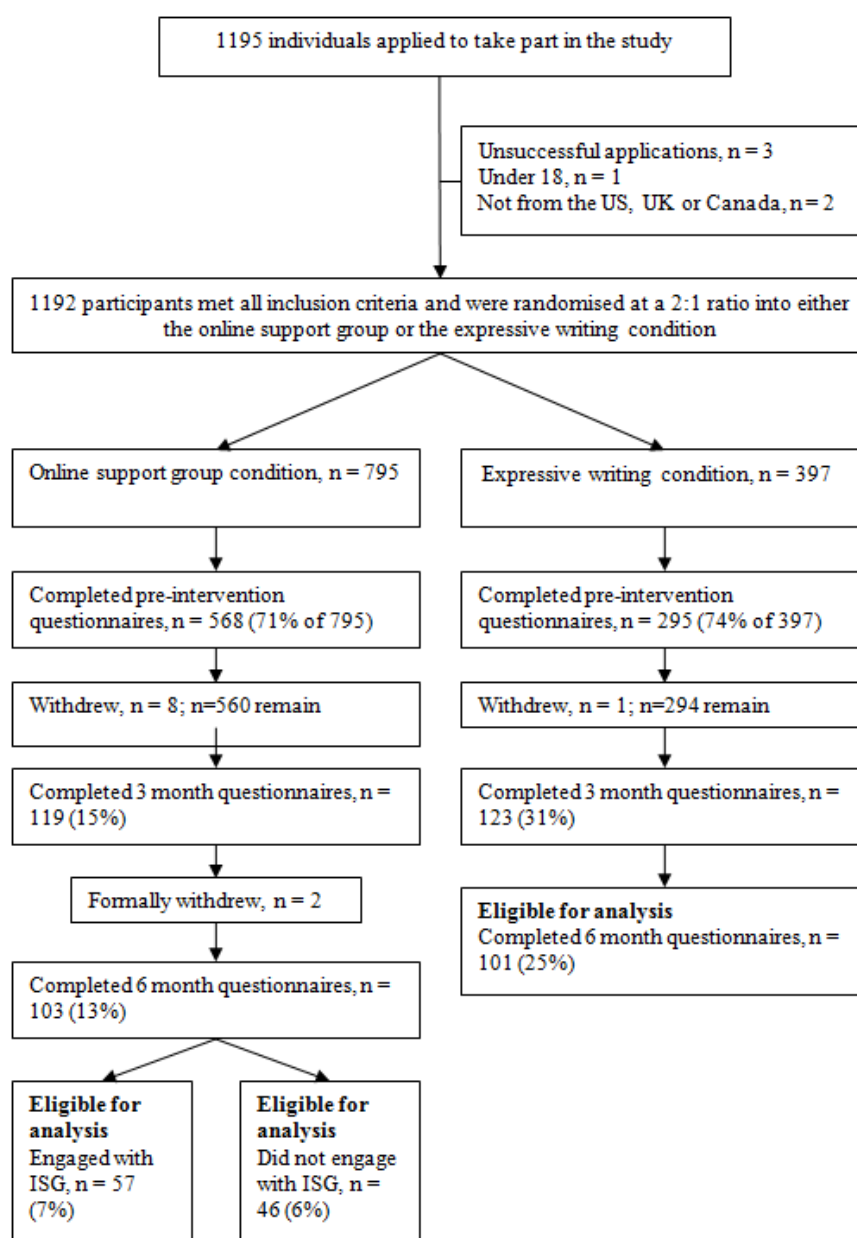 1195 individuals applied to take part in the study
Unsuccessful applications, n = 3
Under 18, n = 1
Not from the US, UK or Canada, n = 2
1192 participants met all inclusion criteria and were randomised at a 2:1 ratio into either
the online support group or the expressive writing condition
Online support group condition, n = 795
Expressive writing condition, n = 397
Completed pre-intervention
questionnaires, n = 568 (71% of 795)
Completed pre-intervention
questionnaires, n = 295 (74% of 397)
Withdrew, n = 8; n=560 remain
Withdrew, n = 1; n=294 remain
Completed 3 month questionnaires, n =
119 (15%)
Completed 3 month questionnaires, n =
123 (31%)
Formally withdrew, n = 2
Eligible for analysis
Completed 6 month questionnaires, n =
101 (25%)
Completed 6 month questionnaires, n =
103 (13%)
Eligible for
analysis
Engaged with
ISG, n = 57
(7%)
Eligible for
analysis
Did not engage
with ISG, n =
46 (6%)